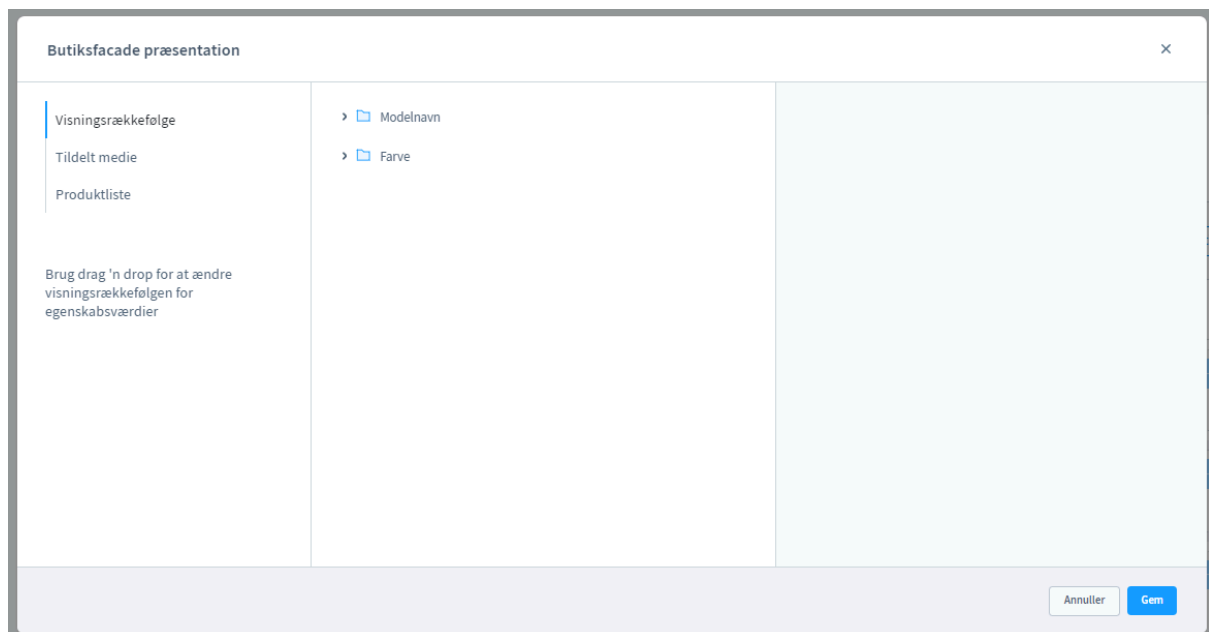 Butiksfacade præsentation
Visningsrækkefølge
Tildelt medie
Produktliste
Brug drag 'n drop for at ændre
visningsrækkefølgen for
egenskabsværdier
Modelnavn
Farve
Annuller
Gem